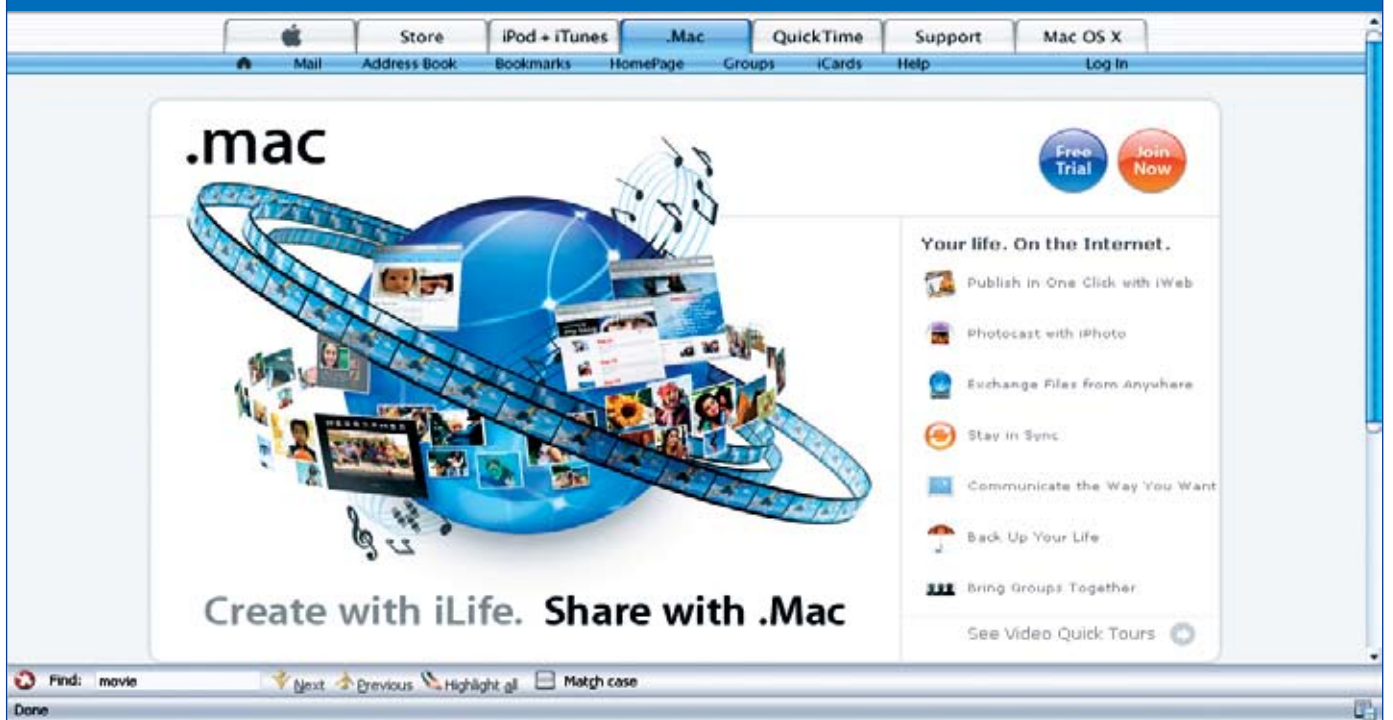 Store iPod + iTunes .Mac QuickTime Support Mac OS X
Mail Address Book Bookmarks HomePage Groups iCards Help Log In
.mac
Free Trial
Join Now
Your life. On the Internet.
Publish in One Click with iWeb
Photocast with iPhoto
Exchange Files from Anywhere
Stay in Sync
Communicate the Way You Want
Back Up Your Life
Bring Groups Together
See Video Quick Tours
Create with iLife. Share with .Mac
Find: movie Next Previous Highlight all Match case
Done